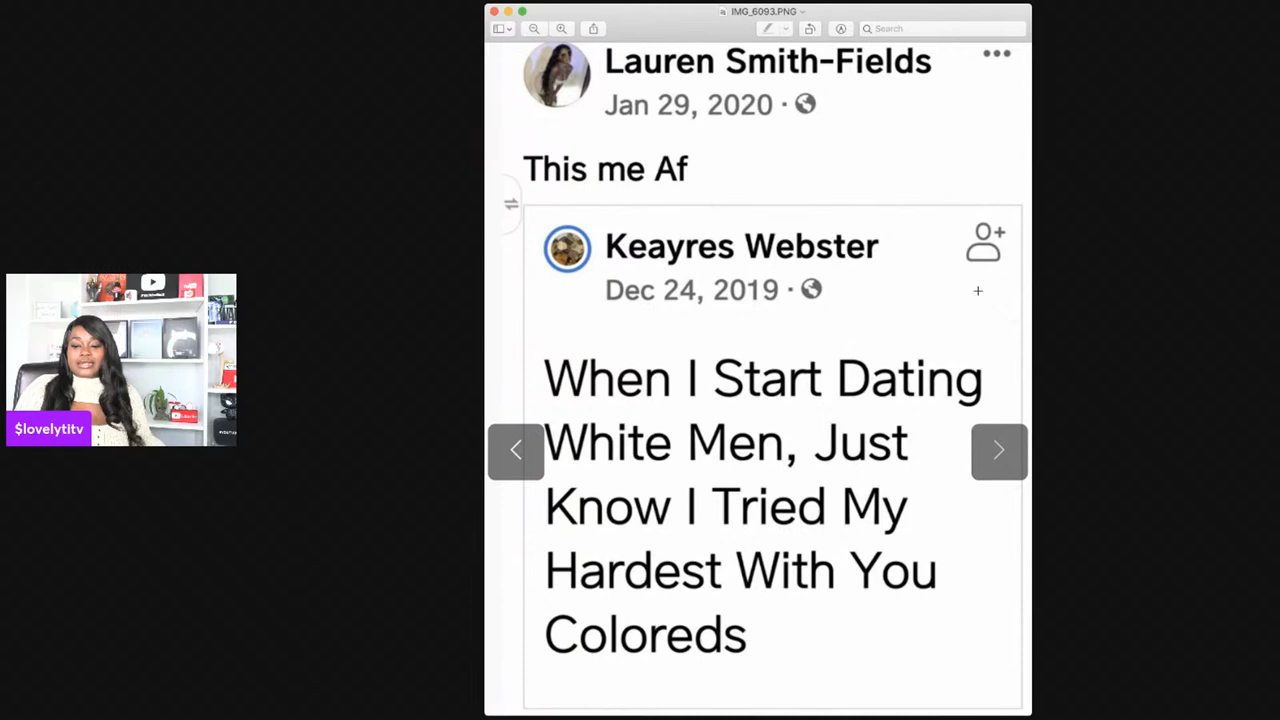 IMG_6093.PNG
Search
Lauren Smith-Fields
Jan 29, 2020 ·
This me Af
Keayres Webster
Dec 24, 2019 ·
When I Start Dating
White Men, Just
Know I Tried My
Hardest With You
Coloreds
$lovelytitv